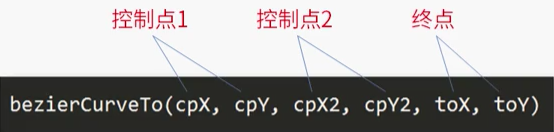 控制点1 控制点2 终点
bezierCurveTo(cpX, cpY, cpX2, cpY2, toX, toY)